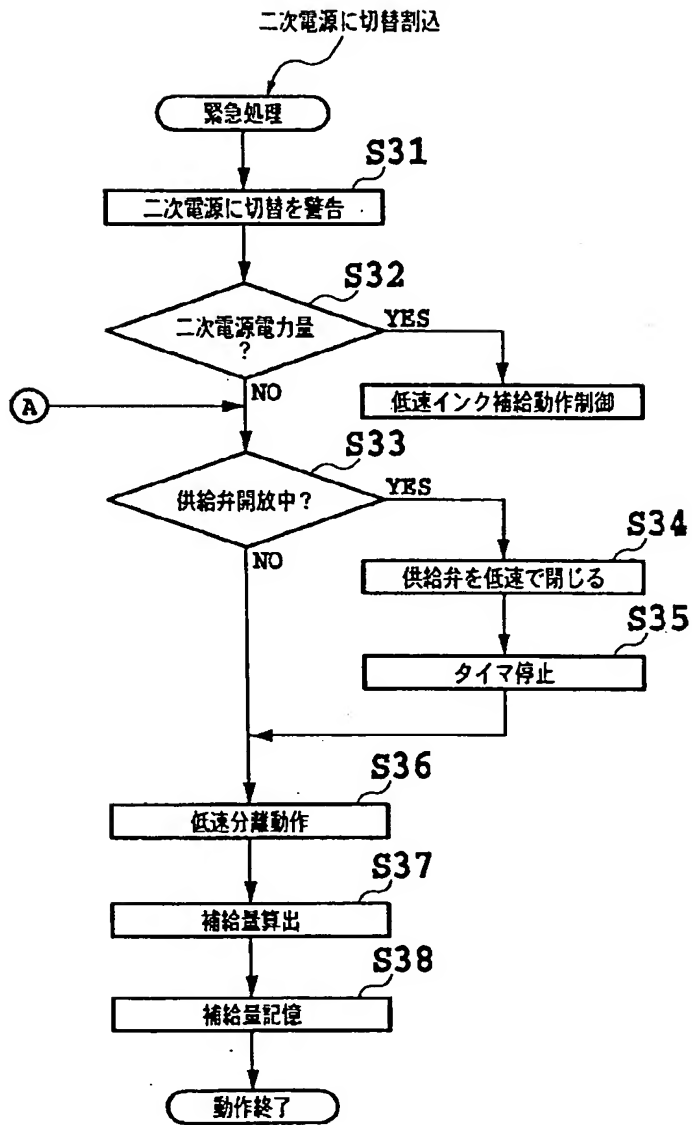 二次電源に切替割込
緊急処理
S31
二次電源に切替を警告
S32
二次電源電力量
?
YES
NO
低速インク補給動作制御
A
S33
供給弁開放中?
YES
NO
S34
供給弁を低速で閉じる
S35
タイマ停止
S36
低速分離動作
S37
補給量算出
S38
補給量記憶
動作終了